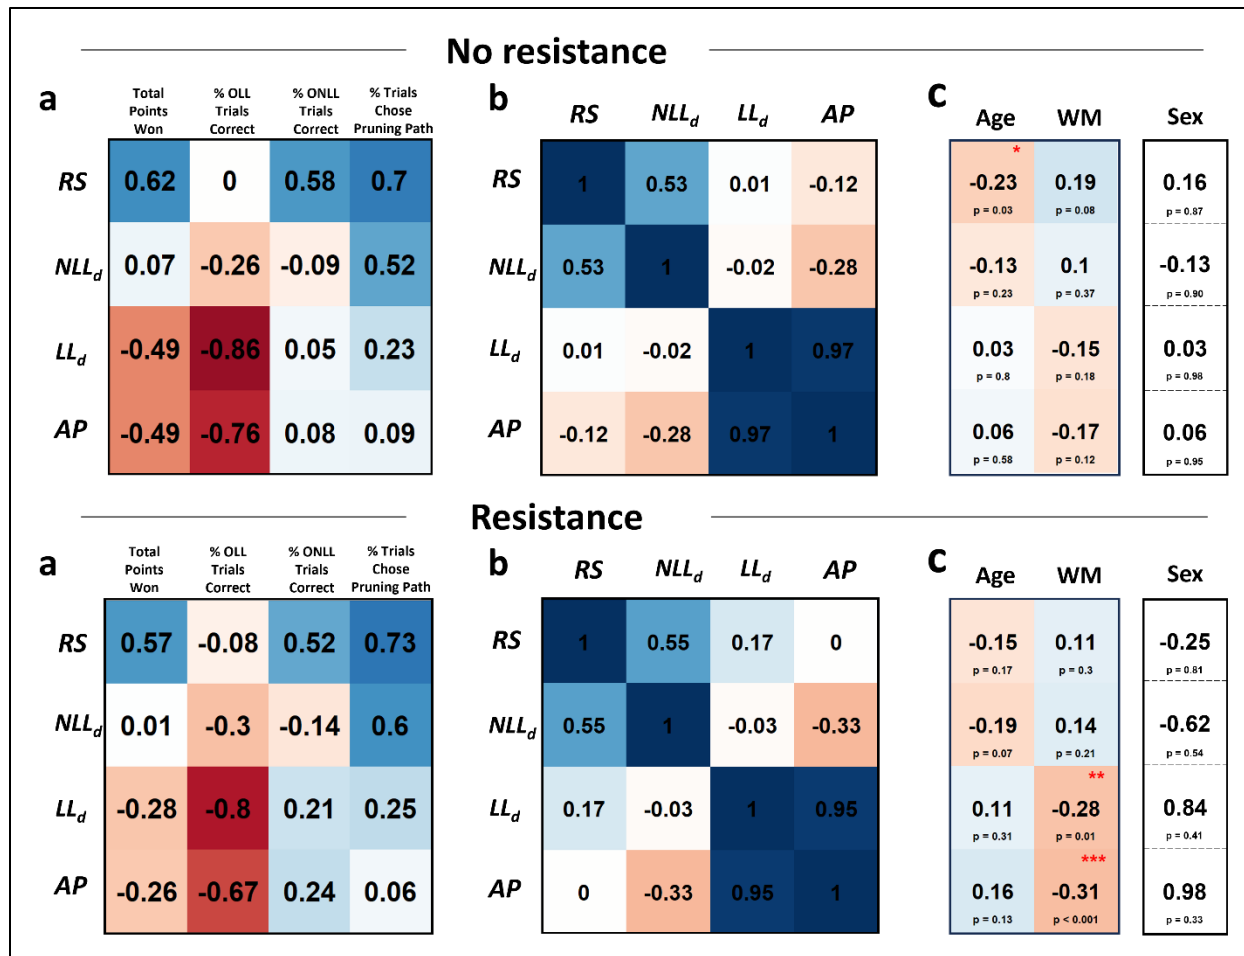 No resistance
a
Total Points Won
% OLL Trials Correct
% ONLL Trials Correct
% Trials Chose Pruning Path
RS 0.62 0 0.58 0.7
NLLd 0.07 -0.26 -0.09 0.52
LLd -0.49 -0.86 0.05 0.23
AP -0.49 -0.76 0.08 0.09
b
RS NLLd LLd AP
RS 1 0.53 0.01 -0.12
NLLd 0.53 1 -0.02 -0.28
LLd 0.01 -0.02 1 0.97
AP -0.12 -0.28 0.97 1
c
Age WM Sex
*
-0.23 0.19 0.16
p = 0.03 p = 0.08 p = 0.87
-0.13 0.1 -0.13
p = 0.23 p = 0.37 p = 0.90
0.03 -0.15 0.03
p = 0.8 p = 0.18 p = 0.98
0.06 -0.17 0.06
p = 0.58 p = 0.12 p = 0.95
Resistance
a
Total Points Won
% OLL Trials Correct
% ONLL Trials Correct
% Trials Chose Pruning Path
RS 0.57 -0.08 0.52 0.73
NLLd 0.01 -0.3 -0.14 0.6
LLd -0.28 -0.8 0.21 0.25
AP -0.26 -0.67 0.24 0.06
b
RS NLLd LLd AP
RS 1 0.55 0.17 0
NLLd 0.55 1 -0.03 -0.33
LLd 0.17 -0.03 1 0.95
AP 0 -0.33 0.95 1
c
Age WM Sex
-0.15 0.11 -0.25
p = 0.17 p = 0.3 p = 0.81
-0.19 0.14 -0.62
p = 0.07 p = 0.21 p = 0.54
**
0.11 -0.28 0.84
p = 0.31 p = 0.01 p = 0.41
***
0.16 -0.31 0.98
p = 0.13 p < 0.001 p = 0.33